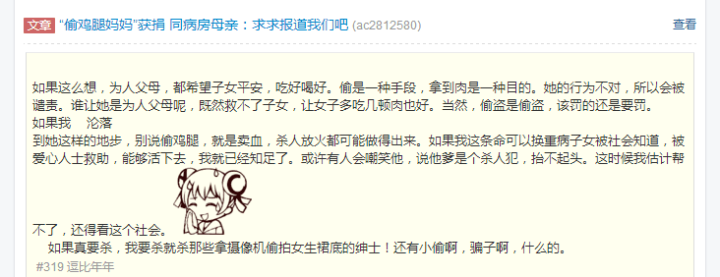 文章 “偷鸡腿妈妈”获捐 同病房母亲：求求报道我们吧 (ac2812580) 查看
如果这么想，为人父母，都希望子女平安，吃好喝好。偷是一种手段，拿到肉是一种目的。她的行为不对，所以会被
谴责。谁让她是为人父母呢，既然救不了子女，让女子多吃几顿肉也好。当然，偷盗是偷盗，该罚的还是要罚。
如果我 沦落
到她这样的地步，别说偷鸡腿，就是卖血，杀人放火都可能做得出来。如果我这条命可以换重病子女被社会知道，被
爱心人士救助，能够活下去，我就已经知足了。或许有人会嘲笑他，说他爹是个杀人犯，抬不起头。这时候我估计帮
不了，还得看这个社会。
如果真要杀，我要杀就杀那些拿摄像机偷拍女生裙底的绅士！还有小偷啊，骗子啊，什么的。
#319 逗比年年